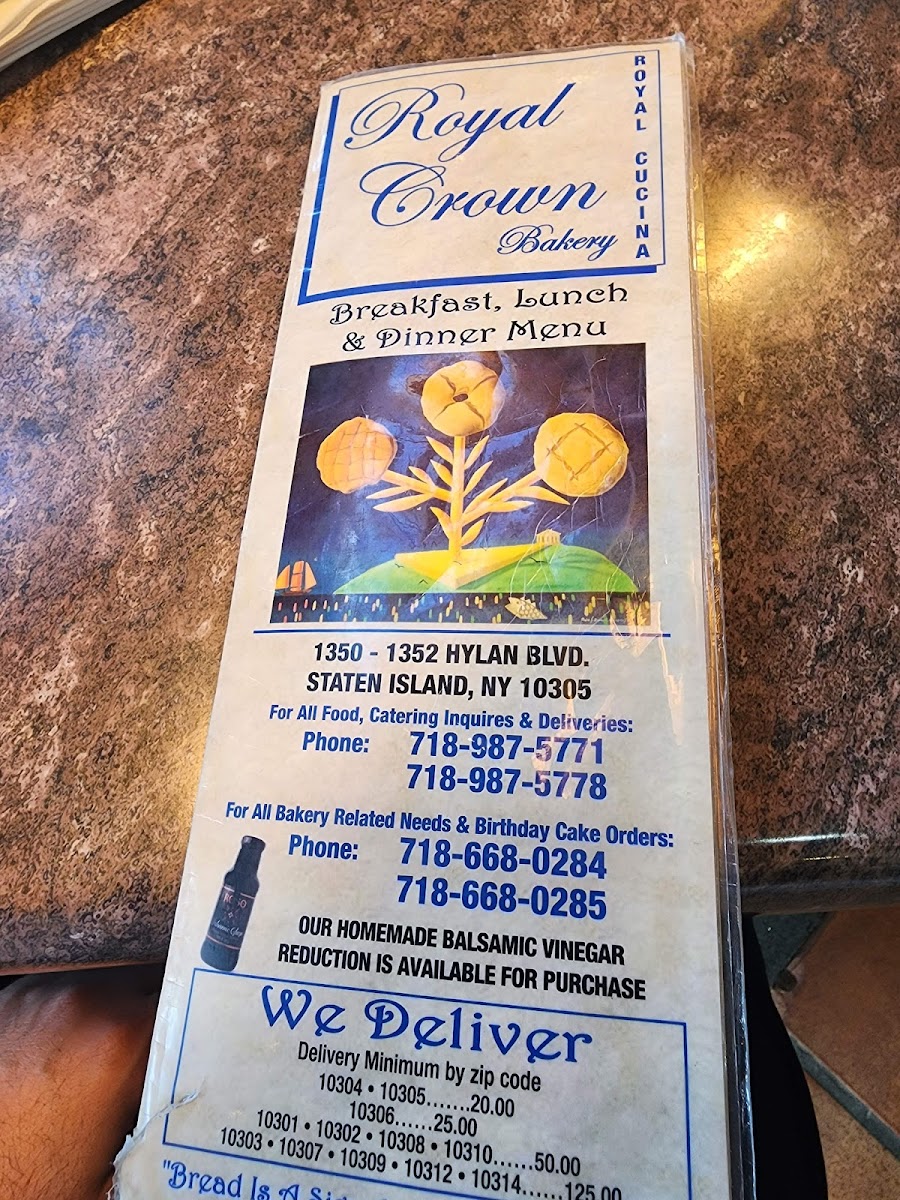 Royal
Crown
Bakery
ROYAL CUCINA
Breakfast, Lunch
& Dinner Menu
1350 - 1352 HYLAN BLVD.
STATEN ISLAND, NY 10305
For All Food, Catering Inquires & Deliveries:
Phone: 718-987-5771
718-987-5778
For All Bakery Related Needs & Birthday Cake Orders:
Phone: 718-668-0284
718-668-0285
OUR HOMEMADE BALSAMIC VINEGAR
REDUCTION IS AVAILABLE FOR PURCHASE
We Deliver
Delivery Minimum by zip code
10304 • 10305.......20.00
10306......25.00
10301 • 10302 • 10308 • 10310......50.00
10303 • 10307 • 10309 • 10312 • 10314......125.00
"Bread Is A